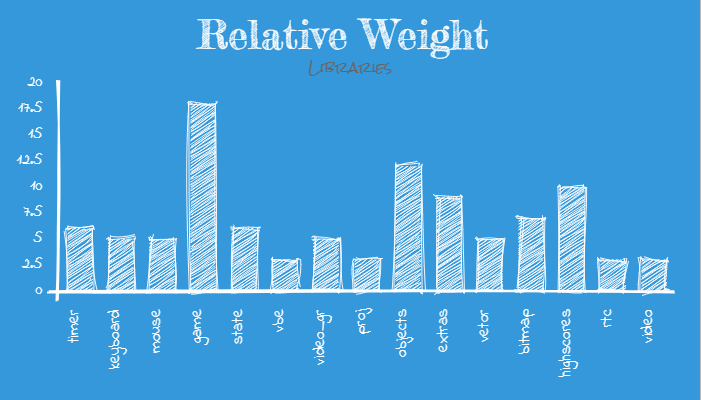 Relative Weight
Libraries
20
17.5
15
12.5
10
7.5
5
2.5
0
timer
keyboard
mouse
game
state
vbe
video_gr
proj
objects
extras
vetor
bitmap
highscores
rtc
video